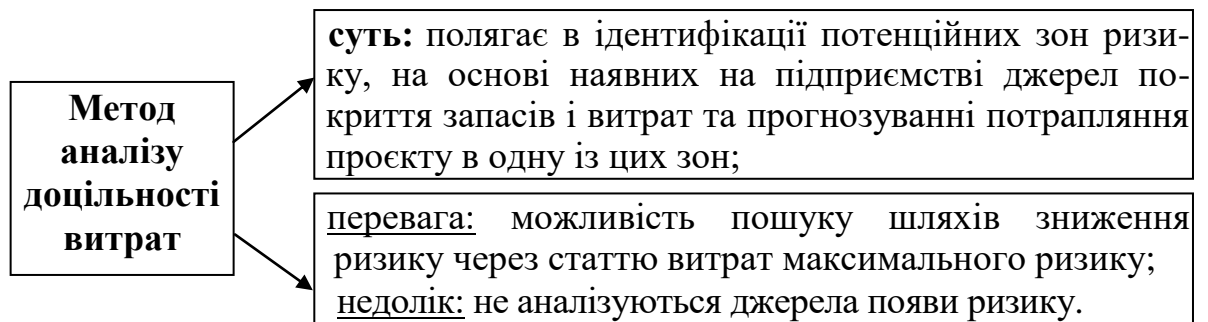 Метод
аналізу
доцільності
витрат
суть: полягає в ідентифікації потенційних зон ризи-
ку, на основі наявних на підприємстві джерел по-
криття запасів і витрат та прогнозуванні потрапляння
проєкту в одну із цих зон;
перевага: можливість пошуку шляхів зниження
ризику через статтю витрат максимального ризику;
недолік: не аналізуються джерела появи ризику.